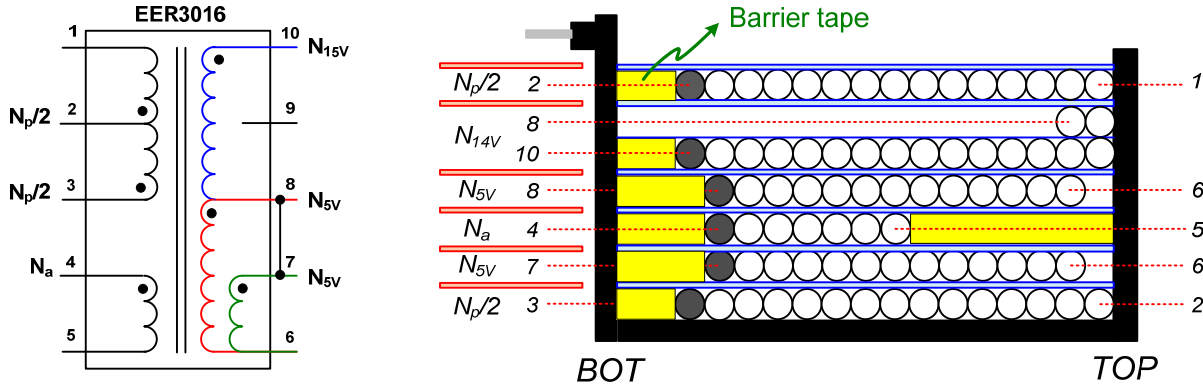 EER3016
1
10
N15V
2
Np/2
9
3
Np/2
8
N5V
4
Na
7
N5V
5
6
Barrier tape
Np/2 2 1
N14V 8
10
N5V 8 6
Na 4 5
N5V 7 6
Np/2 3 2
BOT TOP